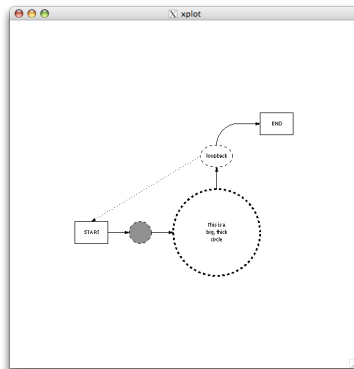 xplot
END
loopback
START
This is a
big, thick
circle